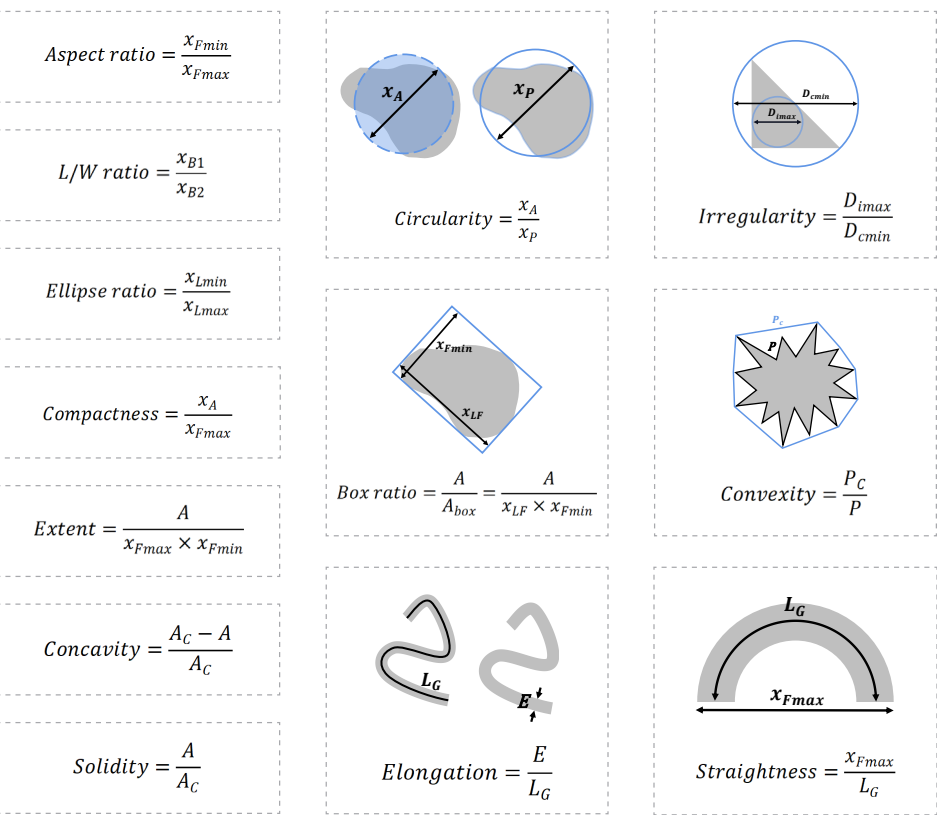 Aspect ratio = x_Fmin / x_Fmax
L/W ratio = x_B1 / x_B2
Ellipse ratio = x_Lmin / x_Lmax
Compactness = x_A / x_Fmax
Extent = A / (x_Fmax × x_Fmin)
Concavity = (A_C − A) / A_C
Solidity = A / A_C
x_A
x_P
Circularity = x_A / x_P
x_Fmin
x_LF
Box ratio = A / A_box = A / (x_LF × x_Fmin)
L_G
E
Elongation = E / L_G
D_cmin
D_imax
Irregularity = D_imax / D_cmin
P_c
P
Convexity = P_C / P
L_G
x_Fmax
Straightness = x_Fmax / L_G